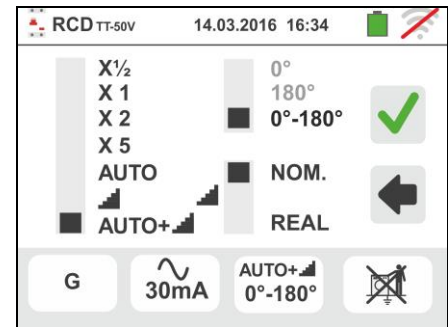 RCD TT-50V 14.03.2016 16:34
X½ 0°
X 1 180°
X 2 0°-180°
X 5
AUTO NOM.
AUTO+ REAL
G 30mA AUTO+ 0°-180°